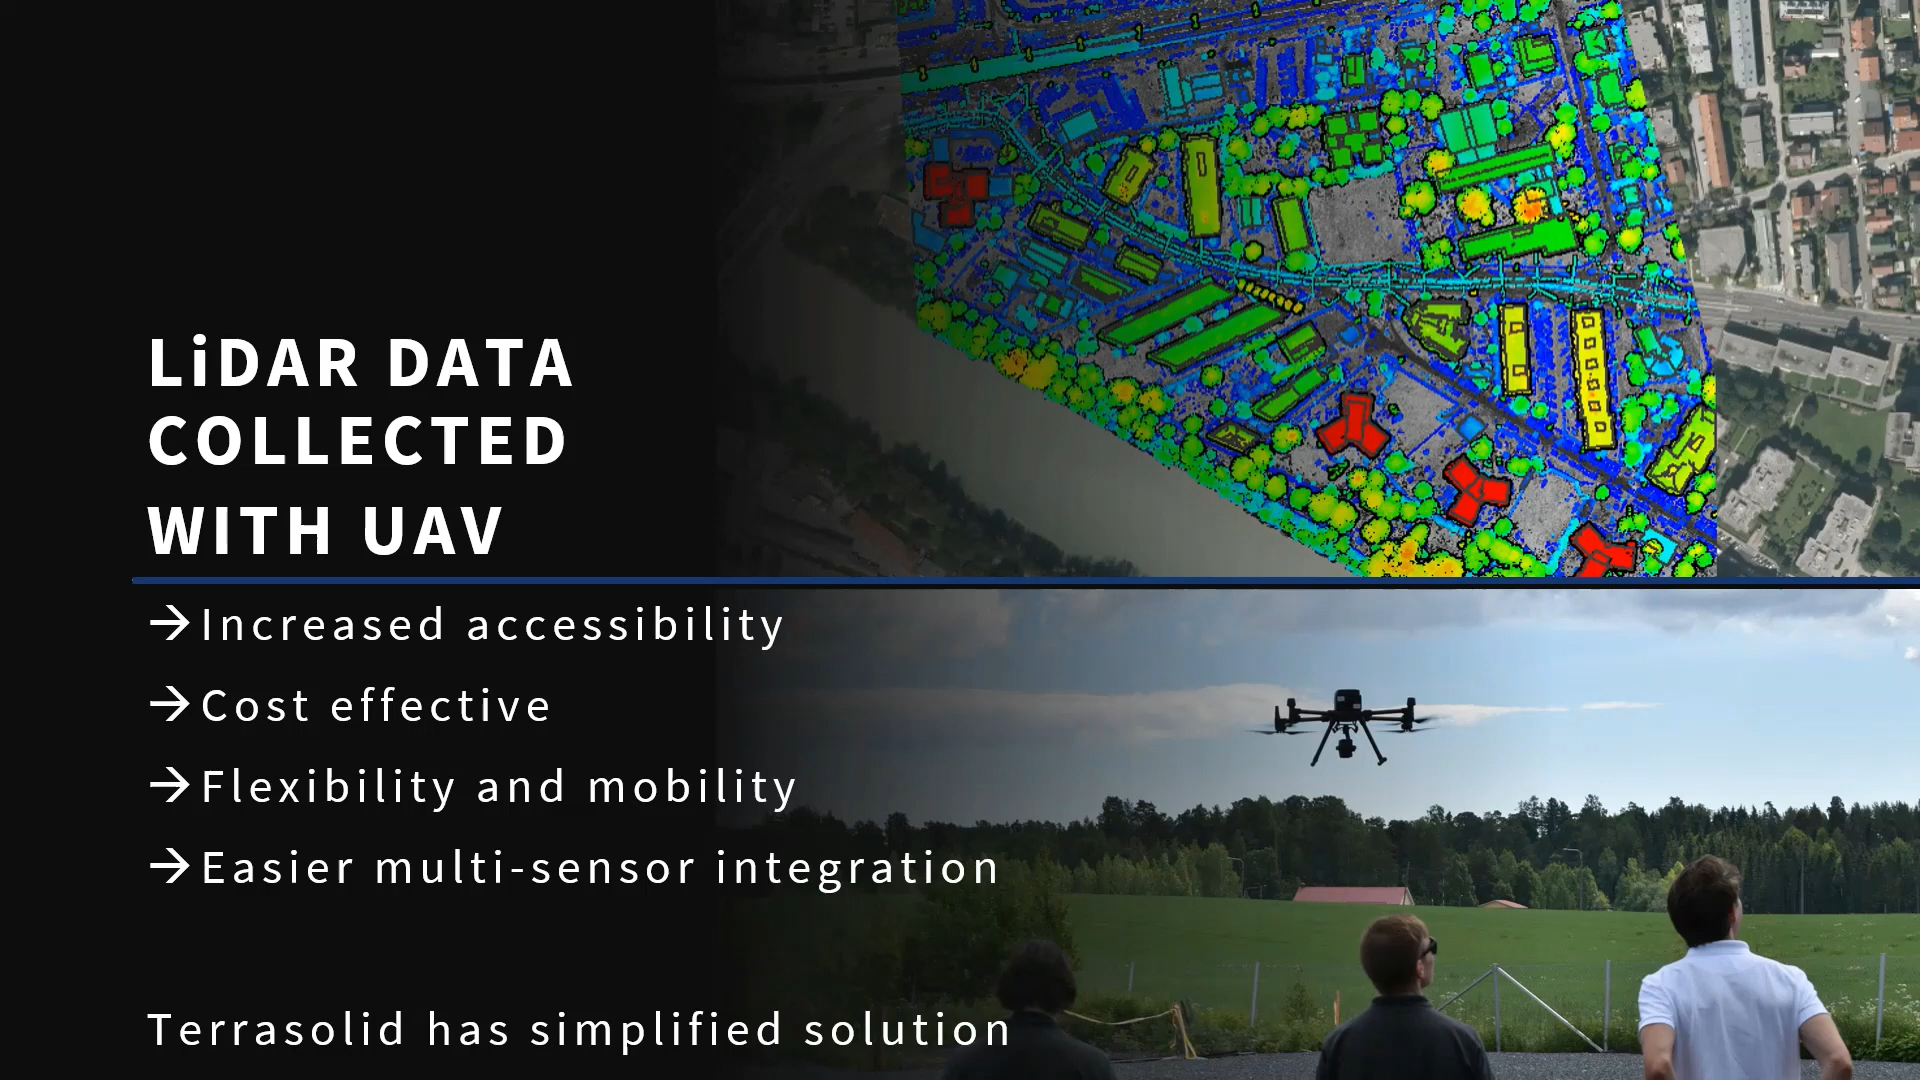 LiDAR DATA
COLLECTED
WITH UAV
→Increased accessibility
→Cost effective
→Flexibility and mobility
→Easier multi-sensor integration
Terrasolid has simplified solution